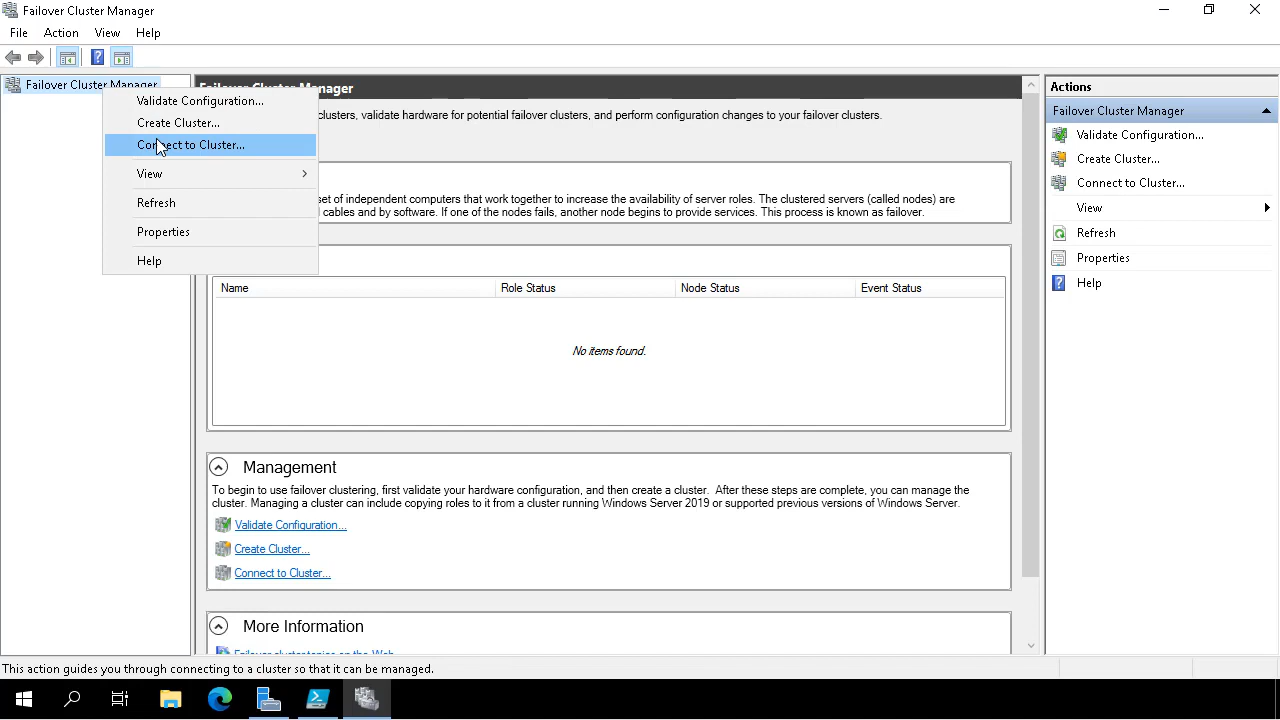 Failover Cluster Manager
File Action View Help
Failover Cluster Manager
Validate Configuration...
Create Cluster...
Connect to Cluster...
View
Refresh
Properties
Help
Failover Cluster Manager
clusters, validate hardware for potential failover clusters, and perform configuration changes to your failover clusters.
set of independent computers that work together to increase the availability of server roles. The clustered servers (called nodes) are
cables and by software. If one of the nodes fails, another node begins to provide services. This process is known as failover.
Name Role Status Node Status Event Status
No items found.
Management
To begin to use failover clustering, first validate your hardware configuration, and then create a cluster. After these steps are complete, you can manage the
cluster. Managing a cluster can include copying roles to it from a cluster running Windows Server 2019 or supported previous versions of Windows Server.
Validate Configuration...
Create Cluster...
Connect to Cluster...
More Information
Failover cluster topics on the Web
Actions
Failover Cluster Manager
Validate Configuration...
Create Cluster...
Connect to Cluster...
View
Refresh
Properties
Help
This action guides you through connecting to a cluster so that it can be managed.